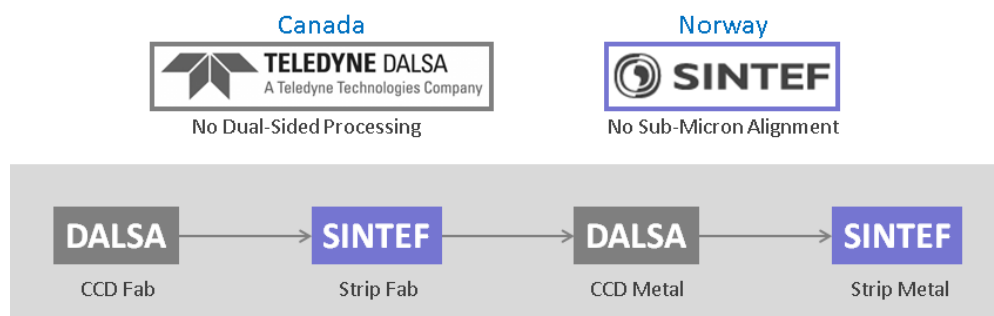 Canada
Norway
TELEDYNE DALSA
A Teledyne Technologies Company
SINTEF
No Dual-Sided Processing
No Sub-Micron Alignment
DALSA
SINTEF
DALSA
SINTEF
CCD Fab
Strip Fab
CCD Metal
Strip Metal